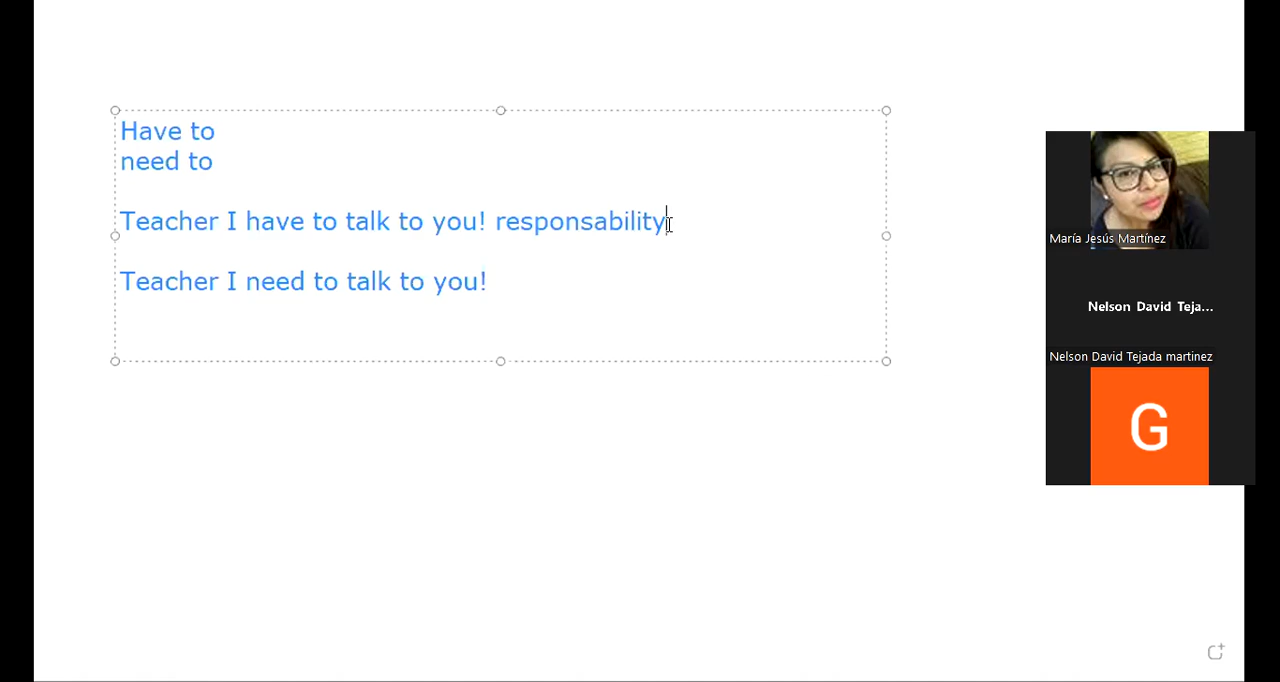 Have to
need to
Teacher I have to talk to you! responsability
Teacher I need to talk to you!
María Jesús Martínez
Nelson David Teja...
Nelson David Tejada martinez
G